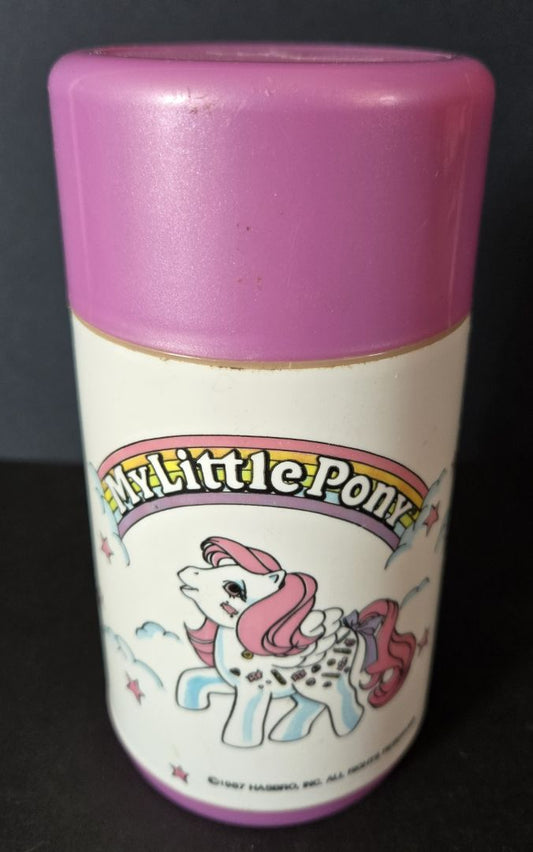 My Little Pony
©1987 HASBRO, INC. ALL RIGHTS RESERVED